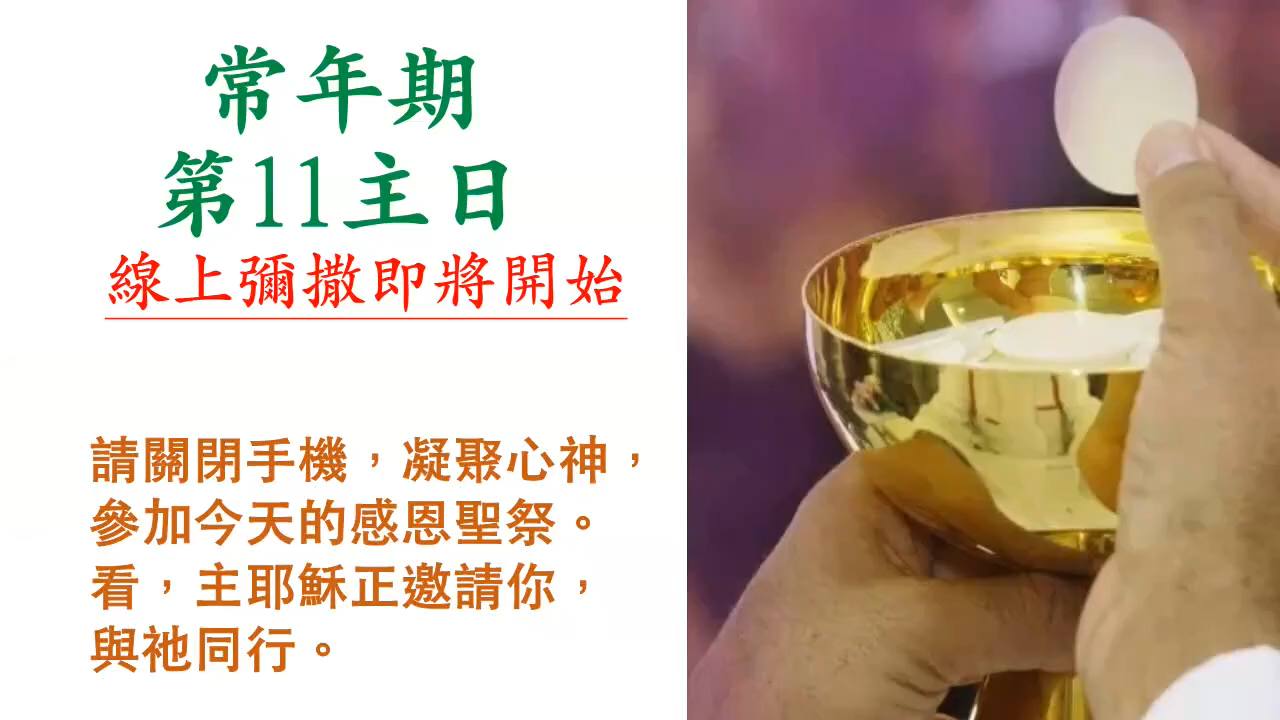 常年期
第11主日
線上彌撒即將開始
請關閉手機，凝聚心神，
參加今天的感恩聖祭。
看，主耶穌正邀請你，
與祂同行。